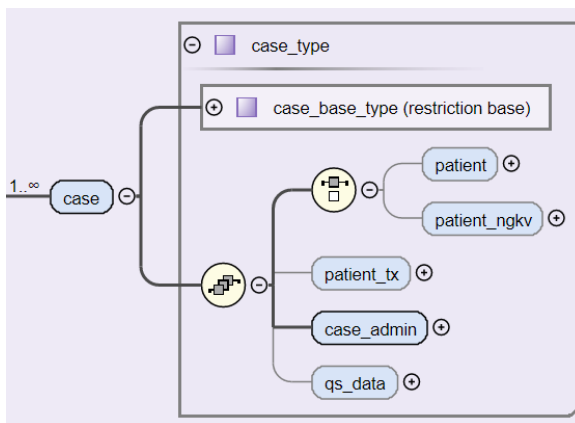 case_type
case_base_type (restriction base)
patient
1..∞
case
patient_ngkv
patient_tx
case_admin
qs_data